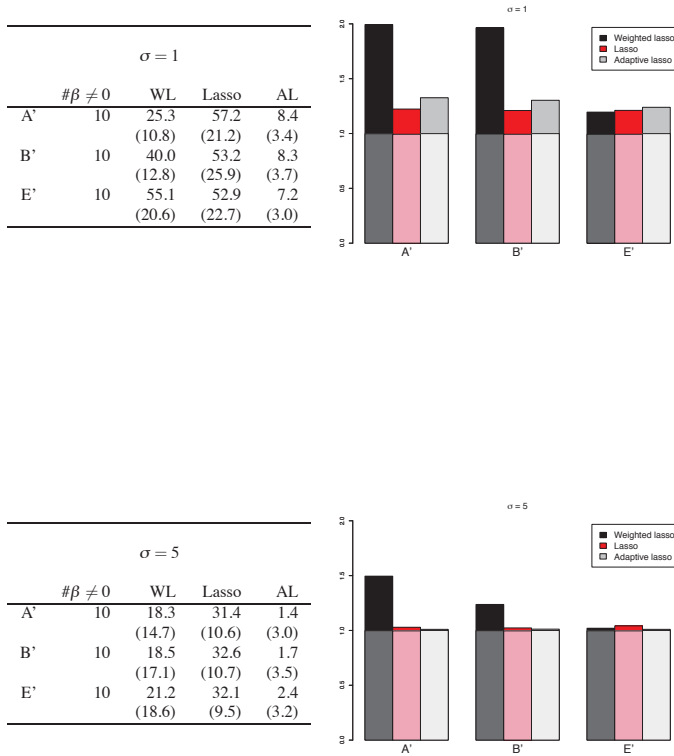 σ = 1
#β ≠ 0 WL Lasso AL
A’ 10 25.3 57.2 8.4
(10.8) (21.2) (3.4)
B’ 10 40.0 53.2 8.3
(12.8) (25.9) (3.7)
E’ 10 55.1 52.9 7.2
(20.6) (22.7) (3.0)
σ = 1
2.0
1.5
1.0
0.5
0.0
Weighted lasso
Lasso
Adaptive lasso
A' B' E'
σ = 5
#β ≠ 0 WL Lasso AL
A’ 10 18.3 31.4 1.4
(14.7) (10.6) (3.0)
B’ 10 18.5 32.6 1.7
(17.1) (10.7) (3.5)
E’ 10 21.2 32.1 2.4
(18.6) (9.5) (3.2)
σ = 5
2.0
1.5
1.0
0.5
0.0
Weighted lasso
Lasso
Adaptive lasso
A' B' E'